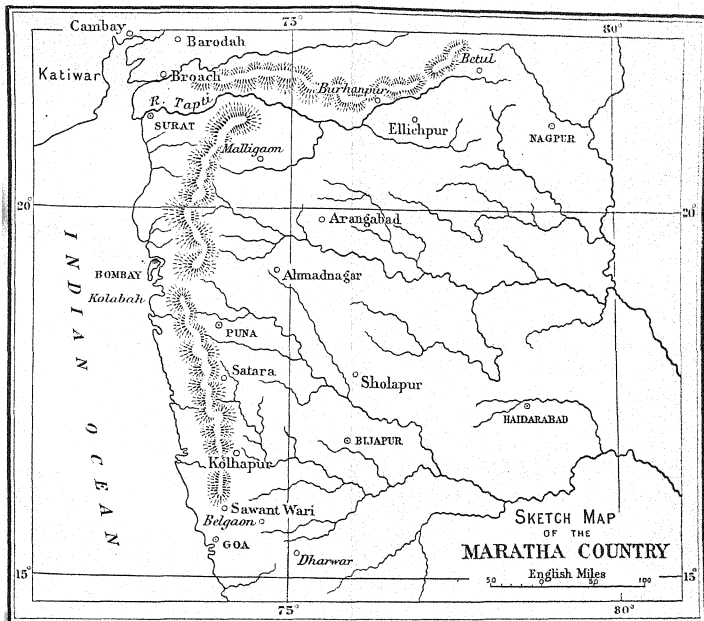 75°
80°
Cambay
Barodah
Katiwar
Broach
Betul
Burhanpur
R. Tapti
SURAT
Ellichpur
NAGPUR
Malligaon
20°
20°
Arangabad
BOMBAY
Almadnagar
Kolabah
PUNA
Satara
Sholapur
HAIDARABAD
BIJAPUR
Kolhapur
Sawant Wari
Belgaon
GOA
Dharwar
INDIAN OCEAN
SKETCH MAP
OF THE
MARATHA COUNTRY
English Miles
50 0 50 100
15°
15°
75°
80°